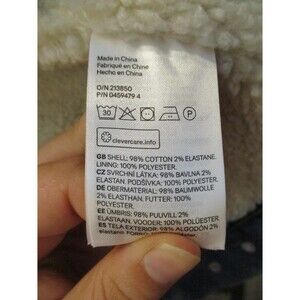 Made in China
Fabriqué en Chine
Hecho en China
O/N 213850
P/N 0459479 4
30
P
clevercare.info
GB SHELL: 98% COTTON 2% ELASTANE.
LINING: 100% POLYESTER.
CZ SVRCHNÍ LÁTKA: 98% BAVLNA 2%
ELASTAN. PODŠÍVKA: 100% POLYESTER.
DE OBERMATERIAL: 98% BAUMWOLLE
2% ELASTHAN. FUTTER: 100%
POLYESTER.
EE ÜMBRIS: 98% PUUVILL 2%
ELASTAAN. VOODER: 100% POLÜESTER.
ES TELA EXTERIOR: 98% ALGODÓN 2%